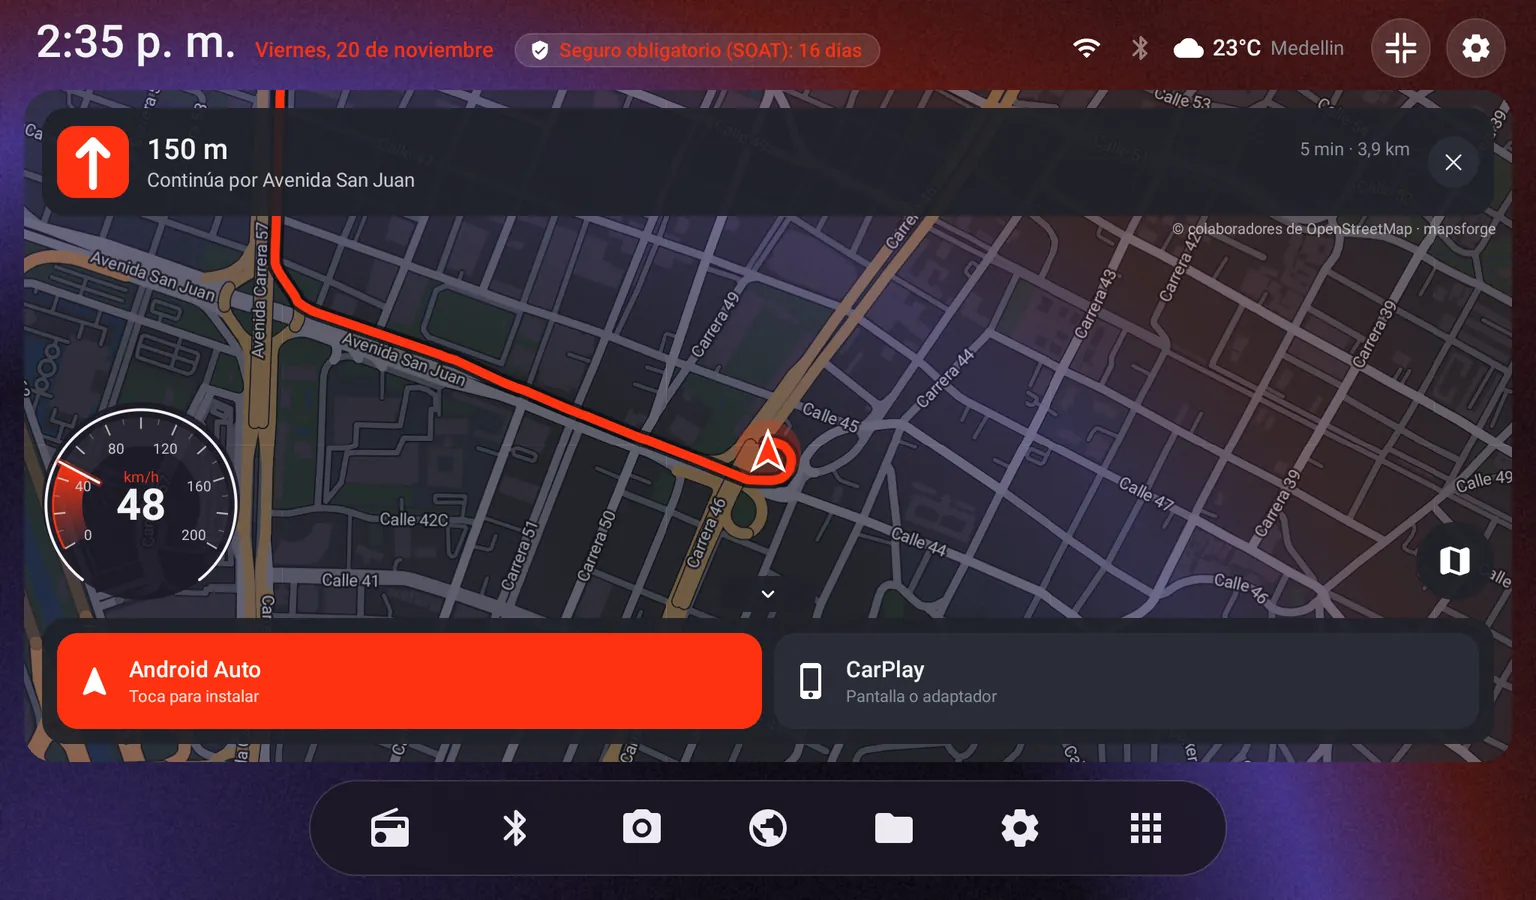 2:35 p. m.
Viernes, 20 de noviembre
Seguro obligatorio (SOAT): 16 días
23°C Medellin
Calle 53
150 m
Continúa por Avenida San Juan
5 min · 3,9 km
© colaboradores de OpenStreetMap · mapsforge
Avenida San Juan
Avenida Carrera 57
Avenida San Juan
Carrera 49
Carrera 44
Carrera 43
Carrera 42
Carrera 39
Calle 45
Calle 47
Calle 49
Carrera 39
Calle 44
Calle 46
Carrera 46
Carrera 50
Carrera 51
Calle 42C
Calle 41
80 120
40 160
0 200
km/h
48
Android Auto
Toca para instalar
CarPlay
Pantalla o adaptador